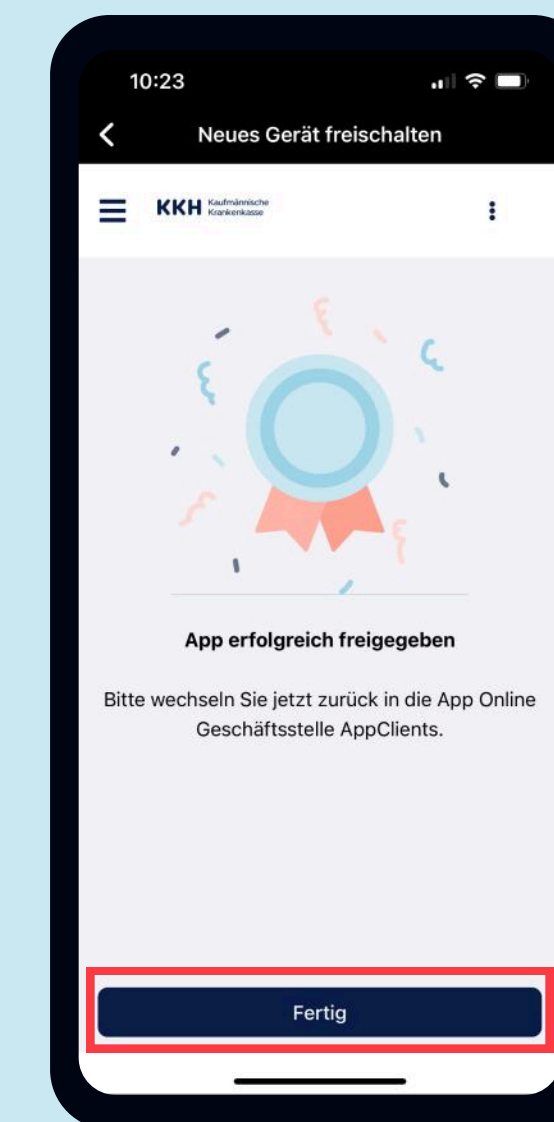 10:23
Neues Gerät freischalten
KKH Kaufmännische
Krankenkasse
App erfolgreich freigegeben
Bitte wechseln Sie jetzt zurück in die App Online
Geschäftsstelle AppClients.
Fertig